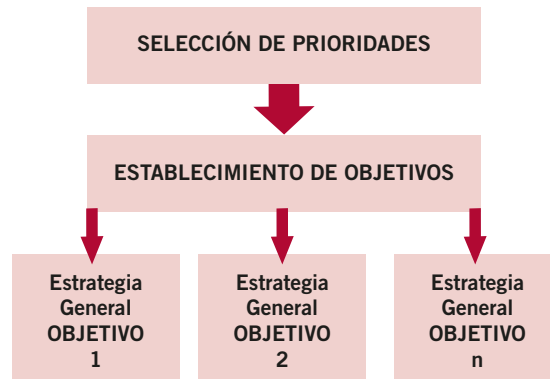 SELECCIÓN DE PRIORIDADES
ESTABLECIMIENTO DE OBJETIVOS
Estrategia
General
OBJETIVO
1
Estrategia
General
OBJETIVO
2
Estrategia
General
OBJETIVO
n